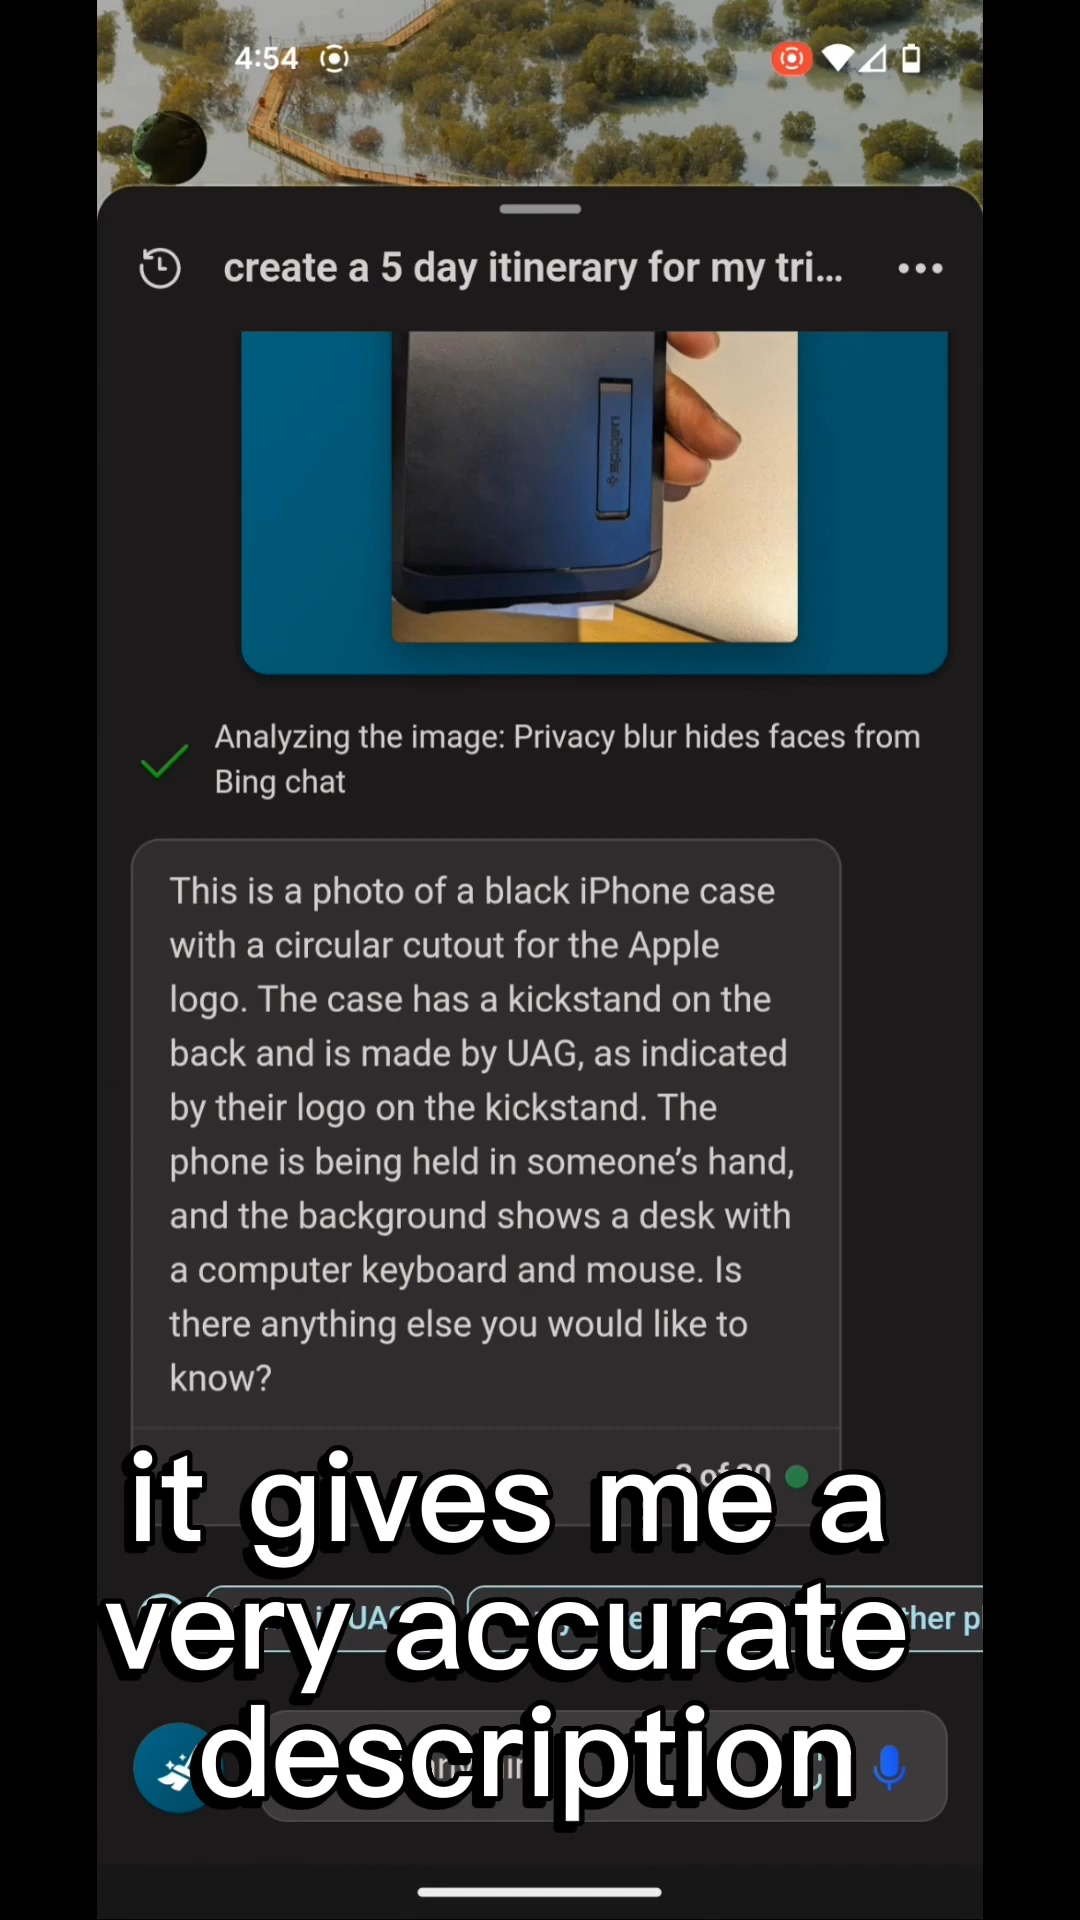 4:54
create a 5 day itinerary for my tri...
spigen
Analyzing the image: Privacy blur hides faces from
Bing chat
This is a photo of a black iPhone case
with a circular cutout for the Apple
logo. The case has a kickstand on the
back and is made by UAG, as indicated
by their logo on the kickstand. The
phone is being held in someone’s hand,
and the background shows a desk with
a computer keyboard and mouse. Is
there anything else you would like to
know?
it gives me a
very accurate
description